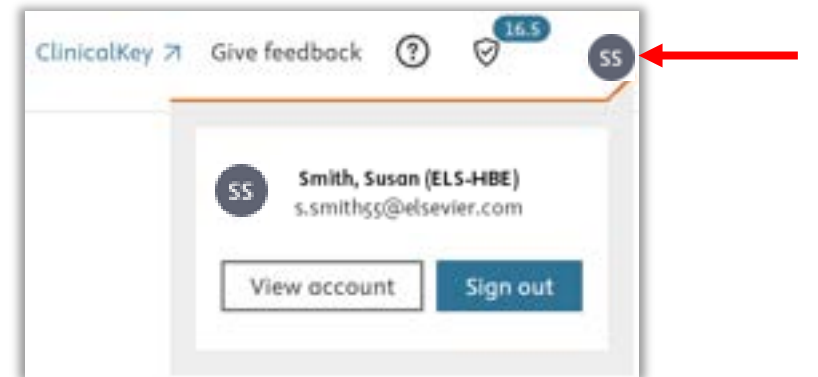 ClinicalKey Give feedback ? 16.5 SS
SS Smith, Susan (ELS-HBE)
s.smith55@elsevier.com
View account Sign out